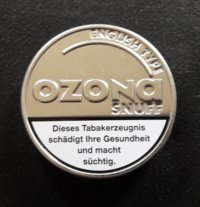 ENGLISH TYPE
OZONA
SNUFF
Dieses Tabakerzeugnis
schädigt Ihre Gesundheit
und macht
süchtig.